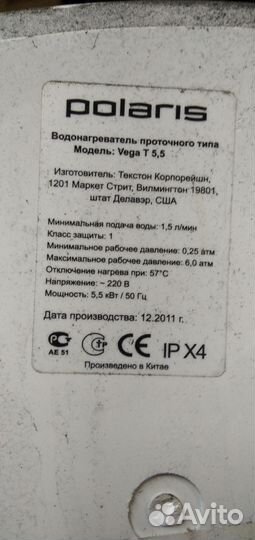 polaris
Водонагреватель проточного типа
Модель: Vega T 5,5
Изготовитель: Текстон Корпорейшн,
1201 Маркет Стрит, Вилмингтон 19801,
штат Делавэр, США
Минимальная подача воды: 1,5 л/мин
Класс защиты: 1
Минимальное рабочее давление: 0,25 атм
Максимальное рабочее давление: 6,0 атм
Отключение нагрева при: 57°С
Напряжение: ~ 220 В
Мощность: 5,5 кВт / 50 Гц
Дата производства: 12.2011 г.
АЕ 51 CE IP X4
Произведено в Китае
Avito